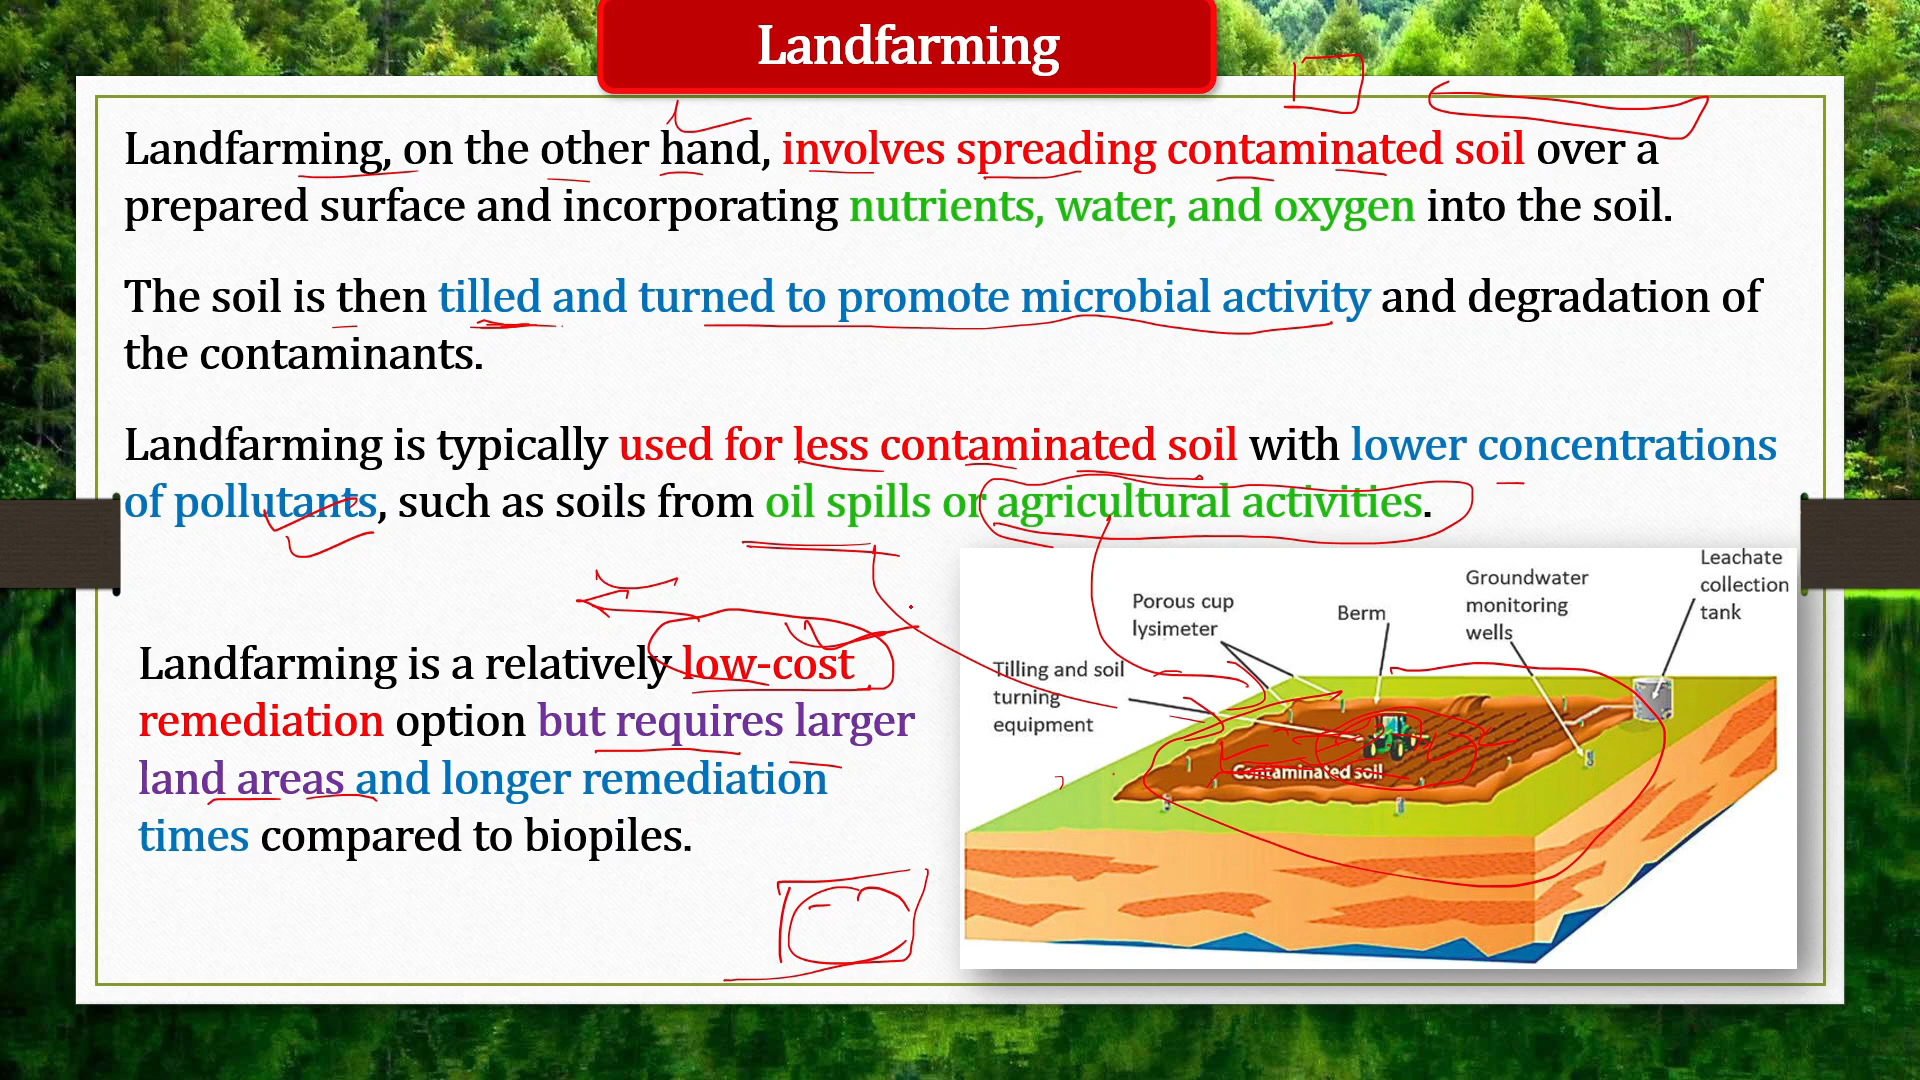 Landfarming
Landfarming, on the other hand, involves spreading contaminated soil over a
prepared surface and incorporating nutrients, water, and oxygen into the soil.
The soil is then tilled and turned to promote microbial activity and degradation of
the contaminants.
Landfarming is typically used for less contaminated soil with lower concentrations
of pollutants, such as soils from oil spills or agricultural activities.
Landfarming is a relatively low-cost
remediation option but requires larger
land areas and longer remediation
times compared to biopiles.
Leachate
collection
tank
Groundwater
monitoring
wells
Berm
Porous cup
lysimeter
Tilling and soil
turning
equipment
Contaminated soil